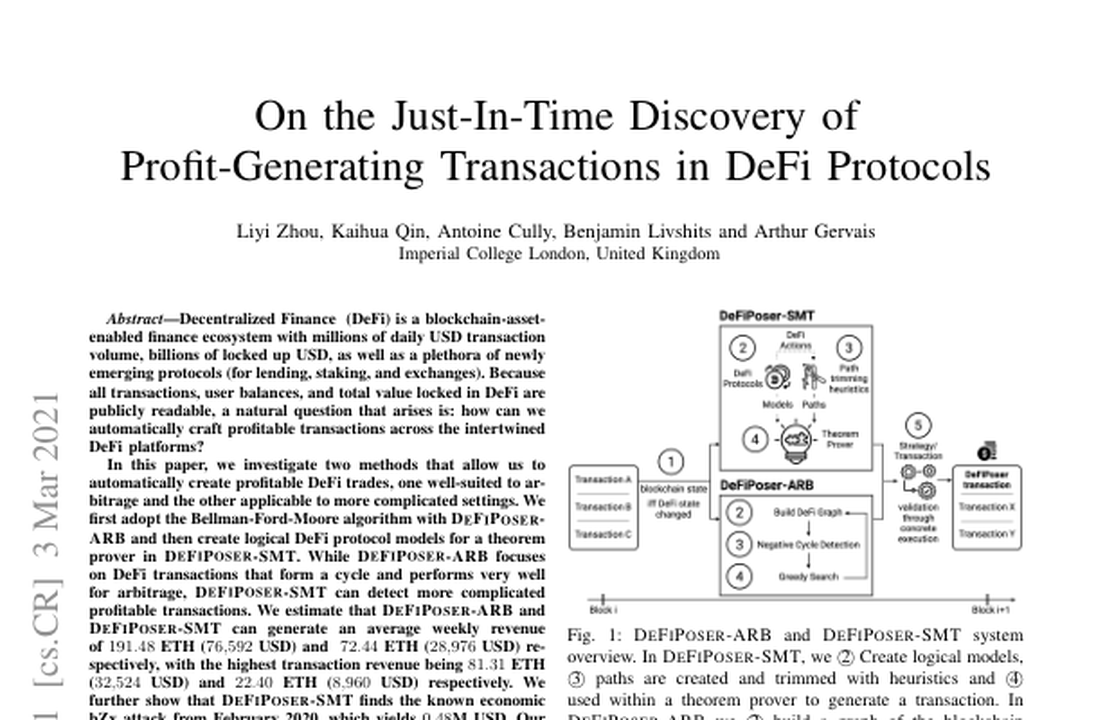 On the Just-In-Time Discovery of
Profit-Generating Transactions in DeFi Protocols
Liyi Zhou, Kaihua Qin, Antoine Cully, Benjamin Livshits and Arthur Gervais
Imperial College London, United Kingdom
1 [cs.CR] 3 Mar 2021
Abstract—Decentralized Finance (DeFi) is a blockchain-asset-
enabled finance ecosystem with millions of daily USD transaction
volume, billions of locked up USD, as well as a plethora of newly
emerging protocols (for lending, staking, and exchanges). Because
all transactions, user balances, and total value locked in DeFi are
publicly readable, a natural question that arises is: how can we
automatically craft profitable transactions across the intertwined
DeFi platforms?
In this paper, we investigate two methods that allow us to
automatically create profitable DeFi trades, one well-suited to ar-
bitrage and the other applicable to more complicated settings. We
first adopt the Bellman-Ford-Moore algorithm with DEFIPOSER-
ARB and then create logical DeFi protocol models for a theorem
prover in DEFIPOSER-SMT. While DEFIPOSER-ARB focuses
on DeFi transactions that form a cycle and performs very well
for arbitrage, DEFIPOSER-SMT can detect more complicated
profitable transactions. We estimate that DEFIPOSER-ARB and
DEFIPOSER-SMT can generate an average weekly revenue
of 191.48 ETH (76,592 USD) and 72.44 ETH (28,976 USD) re-
spectively, with the highest transaction revenue being 81.31 ETH
(32,524 USD) and 22.40 ETH (8,960 USD) respectively. We
further show that DEFIPOSER-SMT finds the known economic
bZx attack from February 2020, which yields 0.48M USD. Our
DeFiPoser-SMT
2
DeFi
Actions
3
DeFi
Protocols
Path
trimming
heuristics
Models
Paths
4
Theorem
Prover
Transaction A
Transaction B
Transaction C
1
blockchain state
iff DeFi state
changed
DeFiPoser-ARB
2
Build DeFi Graph
3
Negative Cycle Detection
4
Greedy Search
5
Strategy/
Transaction
validation
through
concrete
execution
DeFiPoser
transaction
Transaction X
Transaction Y
Block i
Block i+1
Fig. 1: DEFIPOSER-ARB and DEFIPOSER-SMT system
overview. In DEFIPOSER-SMT, we ② Create logical models,
③ paths are created and trimmed with heuristics and ④
used within a theorem prover to generate a transaction. In
DEFIPOSER-ARB we ② build a graph of the blockchain